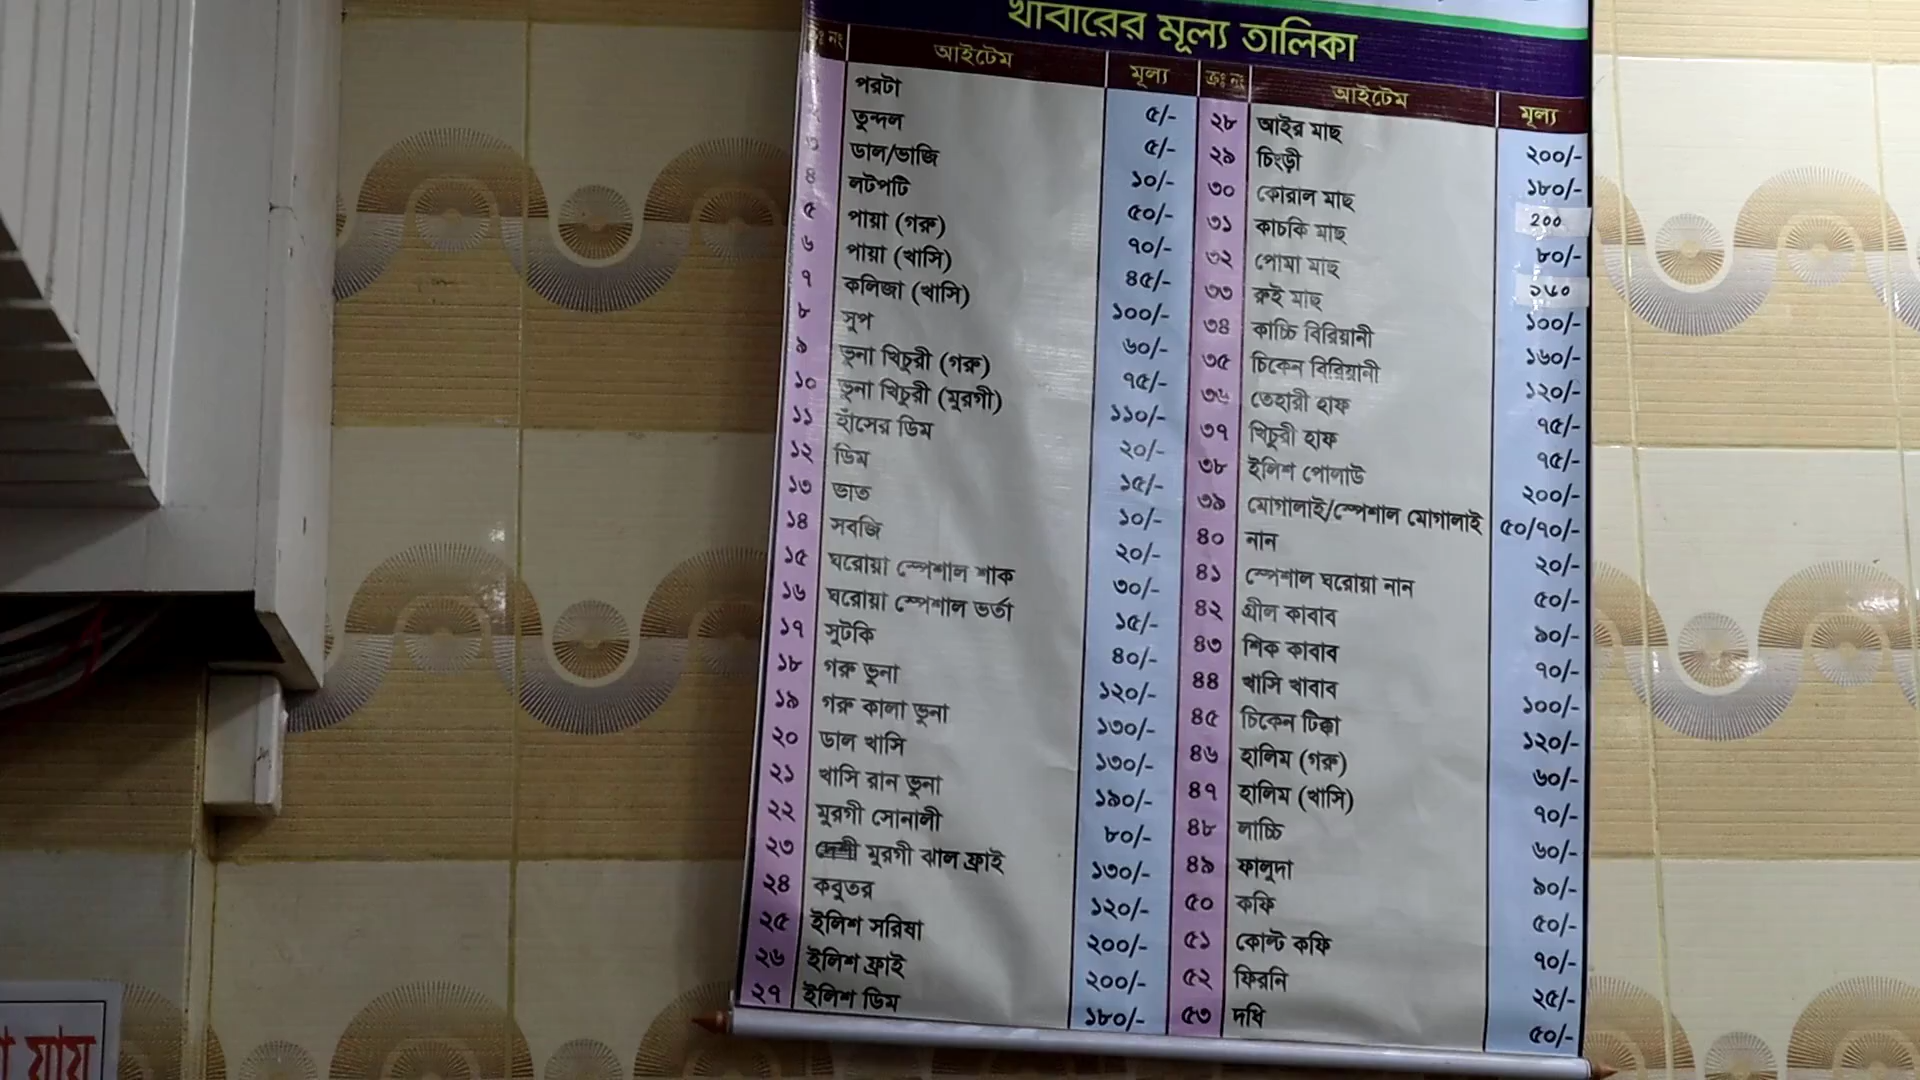 খাবারের মূল্য তালিকা
ক্রঃ নং আইটেম মূল্য ক্রঃ নং আইটেম মূল্য
পরটা ৫/-
তুন্দল ৫/-
৩ ডাল/ভাজি ১০/-
৪ লটপটি ৫০/-
৫ পায়া (গরু) ৭০/-
৬ পায়া (খাসি) ৪৫/-
৭ কলিজা (খাসি) ১০০/-
৮ সুপ ৬০/-
৯ ভুনা খিচুরী (গরু) ৭৫/-
১০ ভুনা খিচুরী (মুরগী) ১১০/-
১১ হাঁসের ডিম ২০/-
১২ ডিম ১৫/-
১৩ ভাত ১০/-
১৪ সবজি ২০/-
১৫ ঘরোয়া স্পেশাল শাক ৩০/-
১৬ ঘরোয়া স্পেশাল ভর্তা ১৫/-
১৭ সুটকি ৪০/-
১৮ গরু ভুনা ১২০/-
১৯ গরু কালা ভুনা ১৩০/-
২০ ডাল খাসি ১৩০/-
২১ খাসি রান ভুনা ১৯০/-
২২ মুরগী সোনালী ৮০/-
২৩ দেশী মুরগী ঝাল ফ্রাই ১৩০/-
২৪ কবুতর ১২০/-
২৫ ইলিশ সরিষা ২০০/-
২৬ ইলিশ ফ্রাই ২০০/-
২৭ ইলিশ ডিম ১৮০/-
২৮ আইর মাছ ২০০/-
২৯ চিংড়ী ১৮০/-
৩০ কোরাল মাছ ২০০
৩১ কাচকি মাছ ৮০/-
৩২ পোমা মাছ ১৬০
৩৩ রুই মাছ ১০০/-
৩৪ কাচ্চি বিরিয়ানী ১৬০/-
৩৫ চিকেন বিরিয়ানী ১২০/-
৩৬ তেহারী হাফ ৭৫/-
৩৭ খিচুরী হাফ ৭৫/-
৩৮ ইলিশ পোলাউ ২০০/-
৩৯ মোগালাই/স্পেশাল মোগালাই ৫০/৭০/-
৪০ নান ২০/-
৪১ স্পেশাল ঘরোয়া নান ৫০/-
৪২ গ্রীল কাবাব ৯০/-
৪৩ শিক কাবাব ৭০/-
৪৪ খাসি খাবাব ১০০/-
৪৫ চিকেন টিক্কা ১২০/-
৪৬ হালিম (গরু) ৬০/-
৪৭ হালিম (খাসি) ৭০/-
৪৮ লাচ্চি ৬০/-
৪৯ ফালুদা ৯০/-
৫০ কফি ৫০/-
৫১ কোল্ট কফি ৭০/-
৫২ ফিরনি ২৫/-
৫৩ দধি ৫০/-
যায়